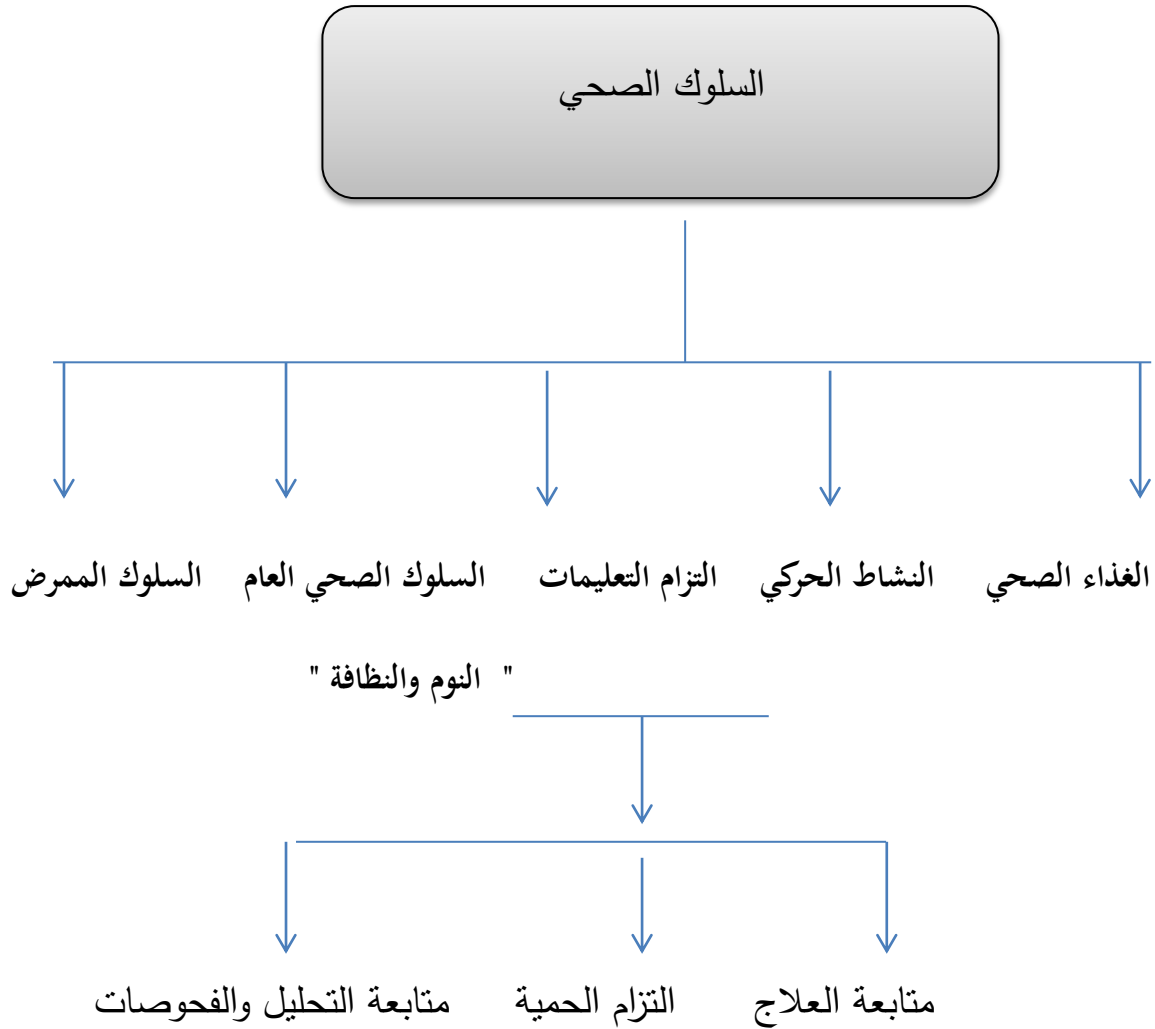 السلوك الصحي
الغذاء الصحي النشاط الحركي التزام التعليمات السلوك الصحي العام السلوك الممرض
" النوم والنظافة "
متابعة العلاج التزام الحمية متابعة التحليل والفحوصات